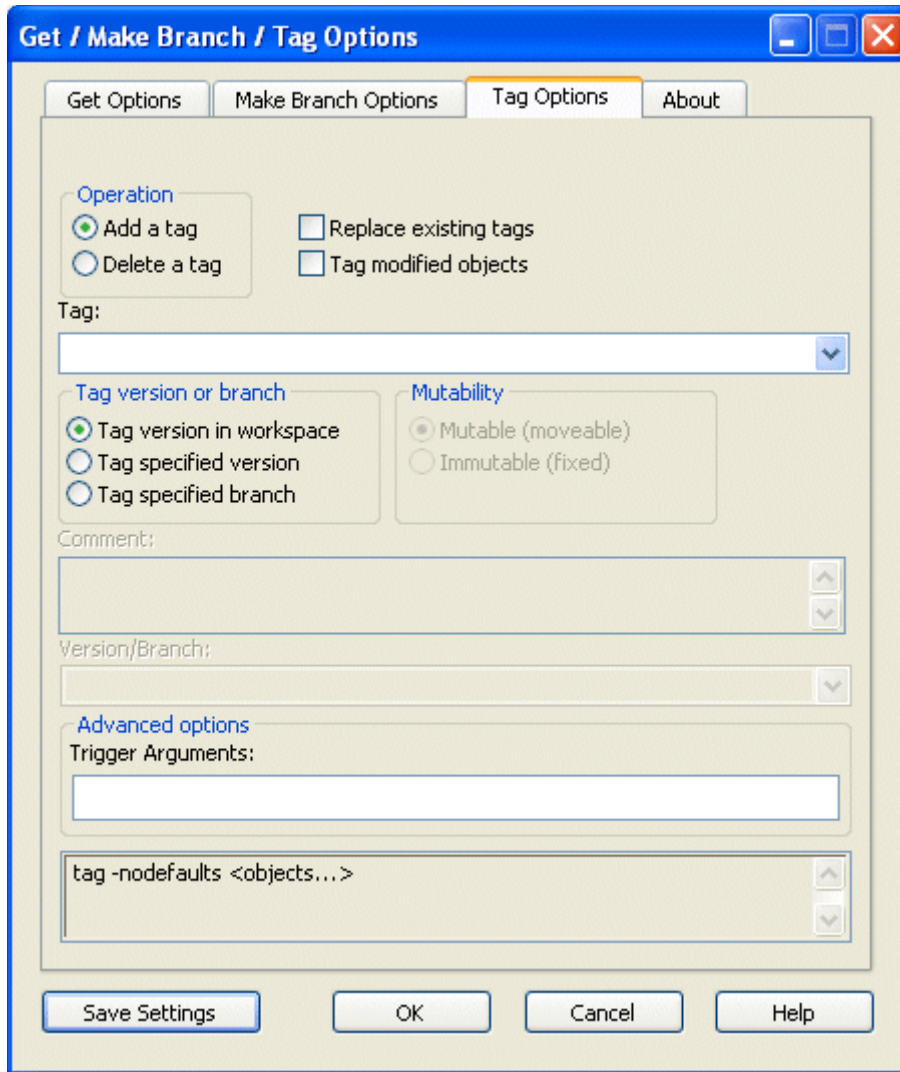 Get / Make Branch / Tag Options
Get Options Make Branch Options Tag Options About
Operation
Add a tag Replace existing tags
Delete a tag Tag modified objects
Tag:
Tag version or branch Mutability
Tag version in workspace Mutable (moveable)
Tag specified version Immutable (fixed)
Tag specified branch
Comment:
Version/Branch:
Advanced options
Trigger Arguments:
tag -nodefaults <objects...>
Save Settings OK Cancel Help